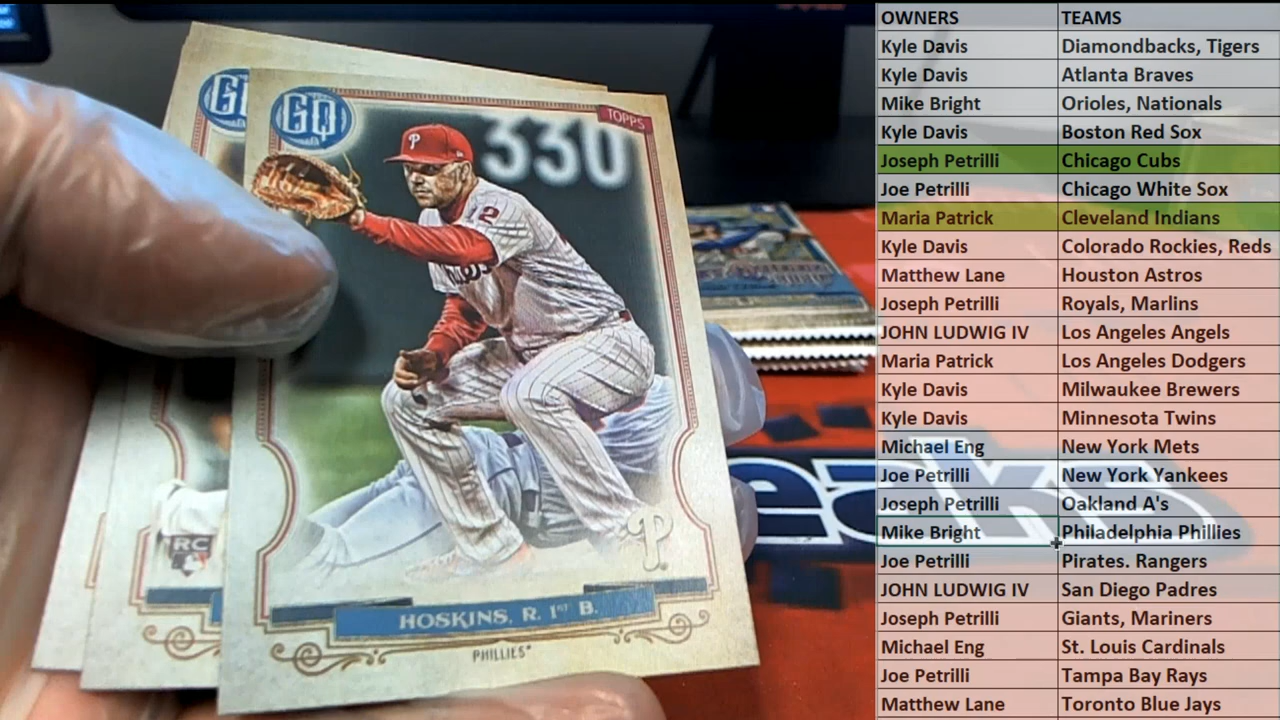 GQ
TOPPS
330
P
RC
HOSKINS, R. 1ST B.
PHILLIES
OWNERS TEAMS
Kyle Davis Diamondbacks, Tigers
Kyle Davis Atlanta Braves
Mike Bright Orioles, Nationals
Kyle Davis Boston Red Sox
Joseph Petrilli Chicago Cubs
Joe Petrilli Chicago White Sox
Maria Patrick Cleveland Indians
Kyle Davis Colorado Rockies, Reds
Matthew Lane Houston Astros
Joseph Petrilli Royals, Marlins
JOHN LUDWIG IV Los Angeles Angels
Maria Patrick Los Angeles Dodgers
Kyle Davis Milwaukee Brewers
Kyle Davis Minnesota Twins
Michael Eng New York Mets
Joe Petrilli New York Yankees
Joseph Petrilli Oakland A's
Mike Bright Philadelphia Phillies
Joe Petrilli Pirates. Rangers
JOHN LUDWIG IV San Diego Padres
Joseph Petrilli Giants, Mariners
Michael Eng St. Louis Cardinals
Joe Petrilli Tampa Bay Rays
Matthew Lane Toronto Blue Jays